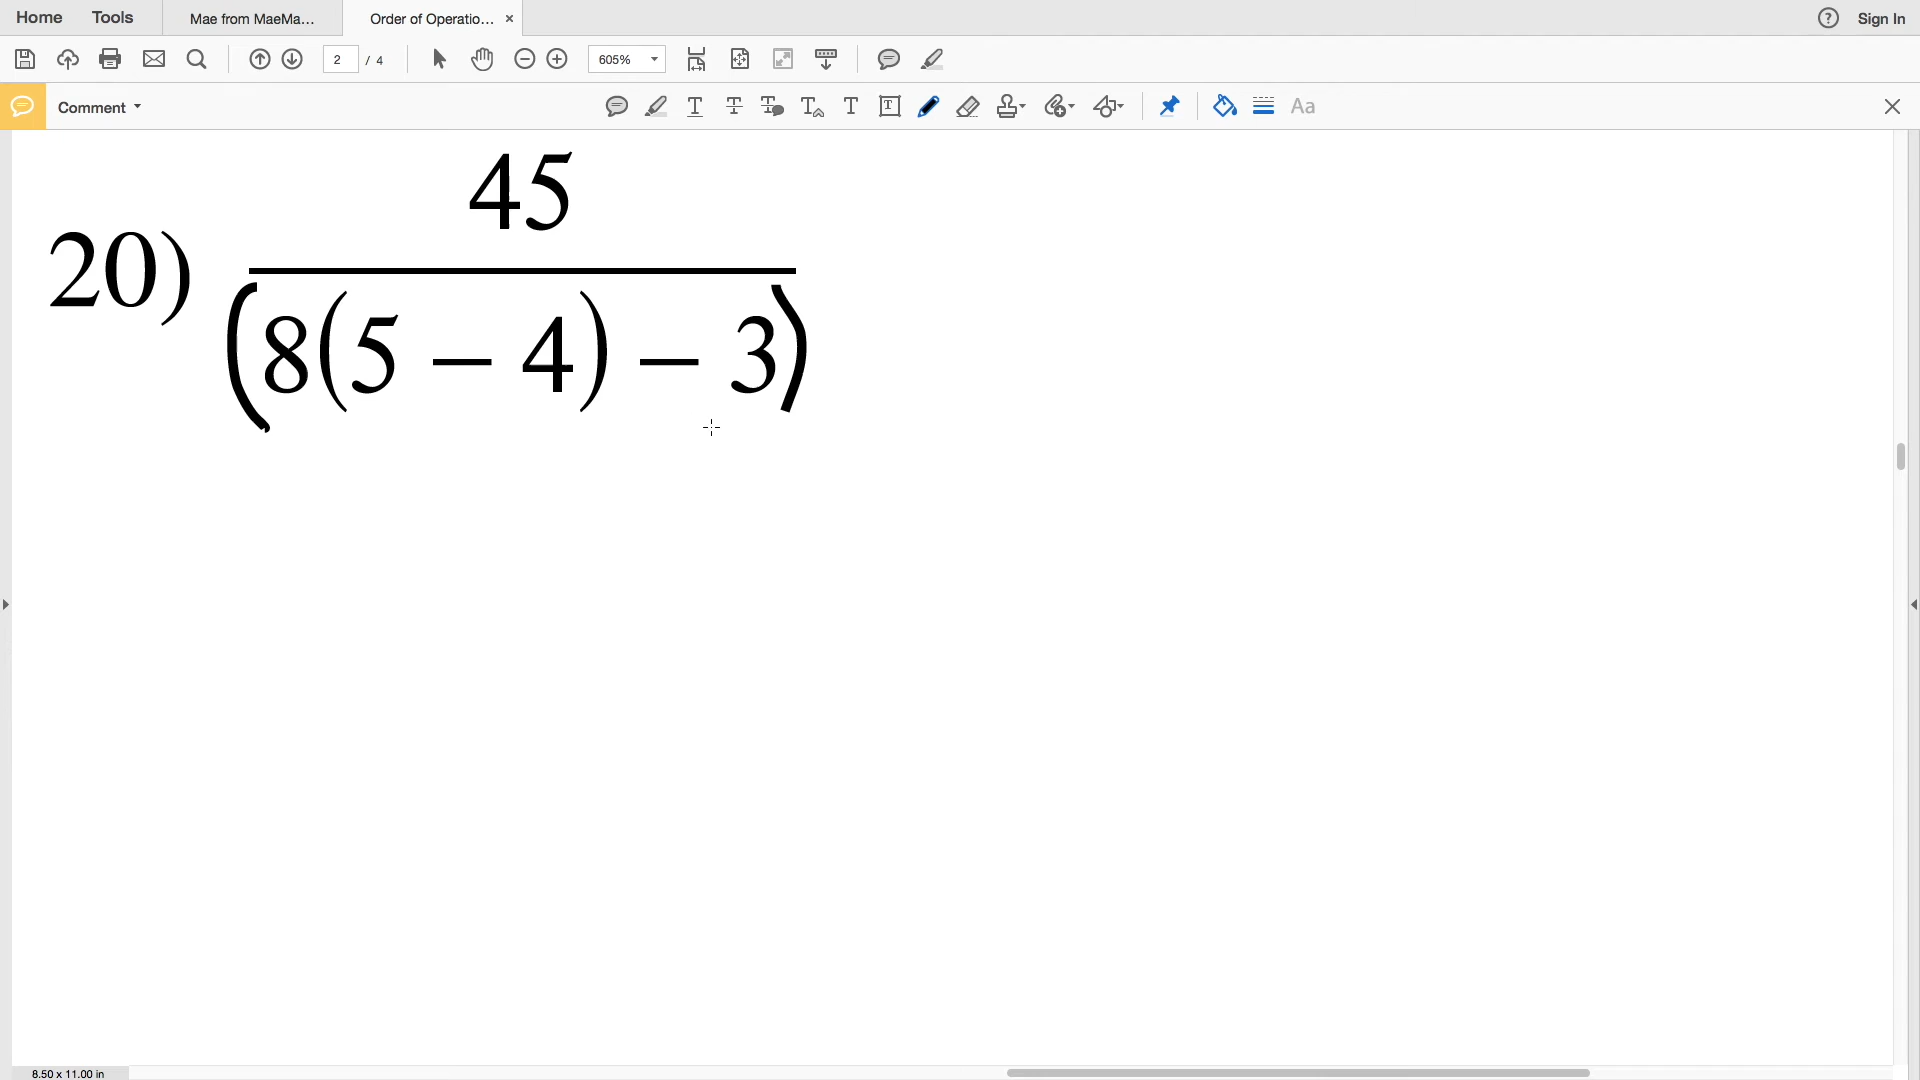 Home Tools Mae from MaeMa... Order of Operatio... × ? Sign In
2 / 4 605%
Comment Aa
45
20) (8(5 − 4) − 3)
8.50 x 11.00 in